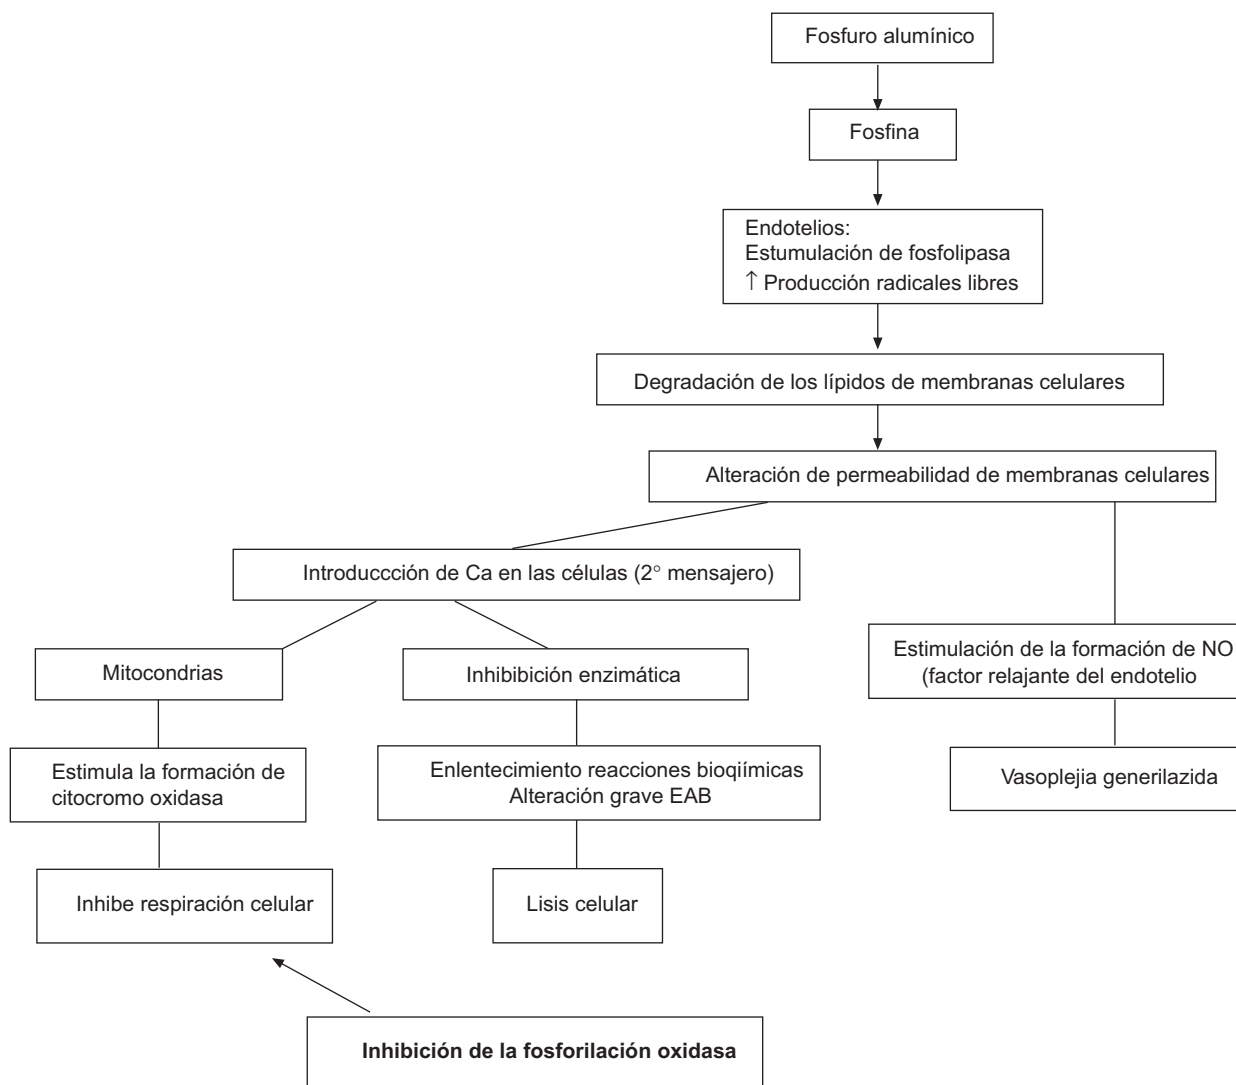 Fosfuro alumínico
Fosfina
Endotelios:
Estumulación de fosfolipasa
↑ Producción radicales libres
Degradación de los lípidos de membranas celulares
Alteración de permeabilidad de membranas celulares
Introduccción de Ca en las células (2° mensajero)
Mitocondrias
Inhibibición enzimática
Estimulación de la formación de NO
(factor relajante del endotelio
Estimula la formación de
citocromo oxidasa
Enlentecimiento reacciones bioqíimicas
Alteración grave EAB
Vasoplejia generilazida
Inhibe respiración celular
Lisis celular
Inhibición de la fosforilación oxidasa